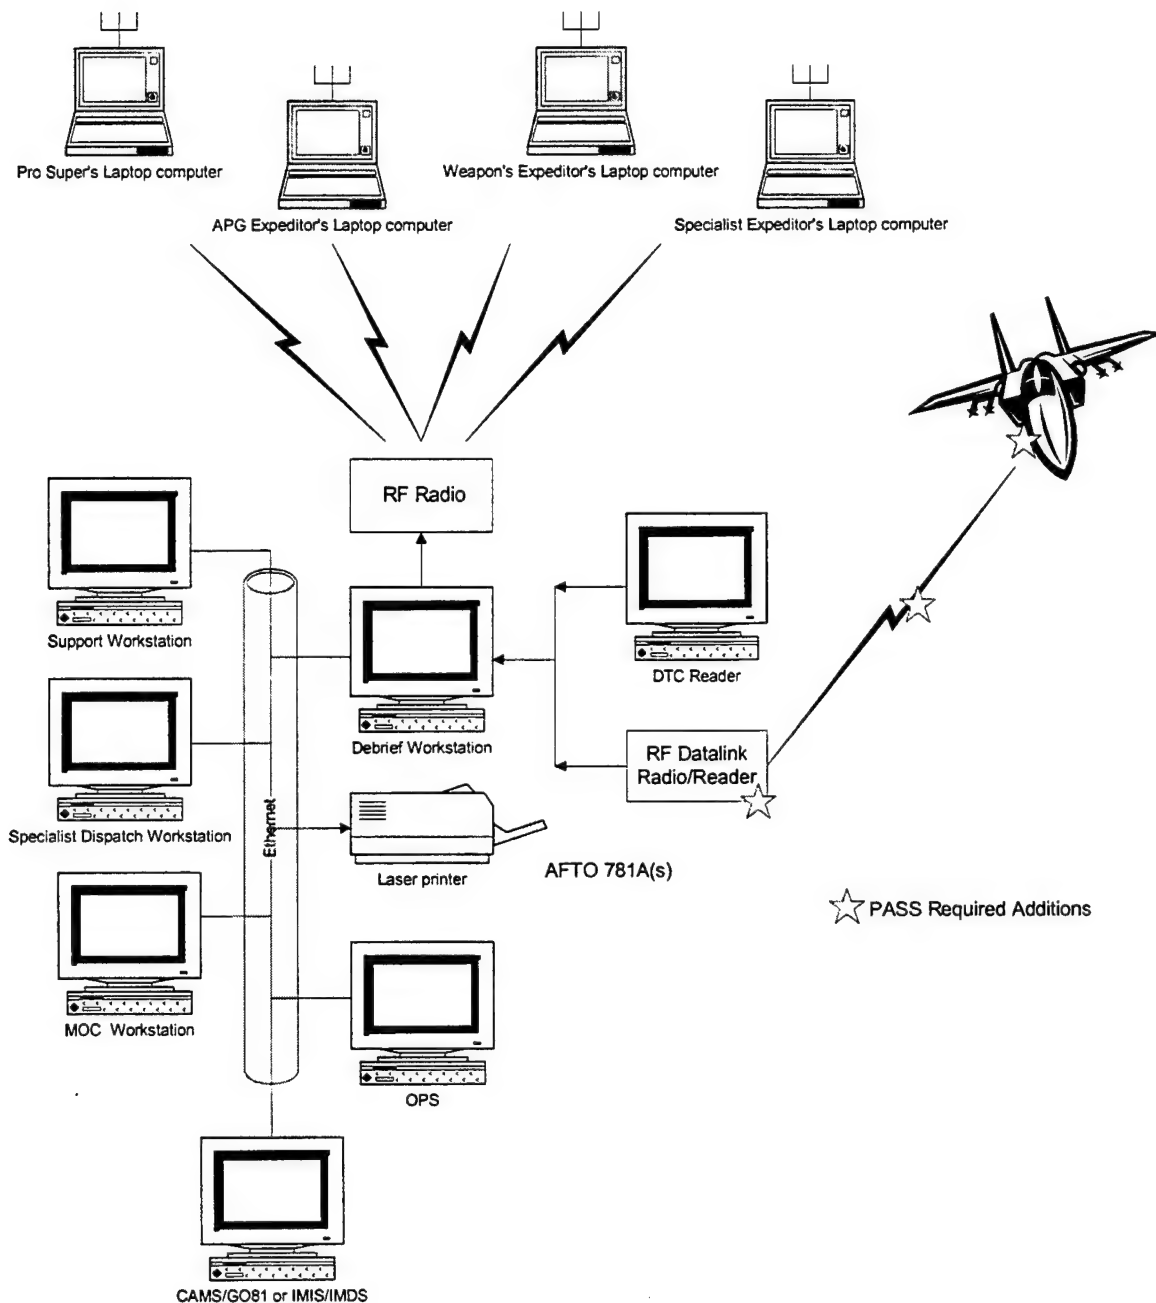 Pro Super's Laptop computer
Weapon's Expeditor's Laptop computer
APG Expeditor's Laptop computer
Specialist Expeditor's Laptop computer
RF Radio
Support Workstation
DTC Reader
Debrief Workstation
RF Datalink
Radio/Reader
Specialist Dispatch Workstation
Ethernet
Laser printer
AFTO 781A(s)
PASS Required Additions
MOC Workstation
OPS
CAMS/GO81 or IMIS/IMDS